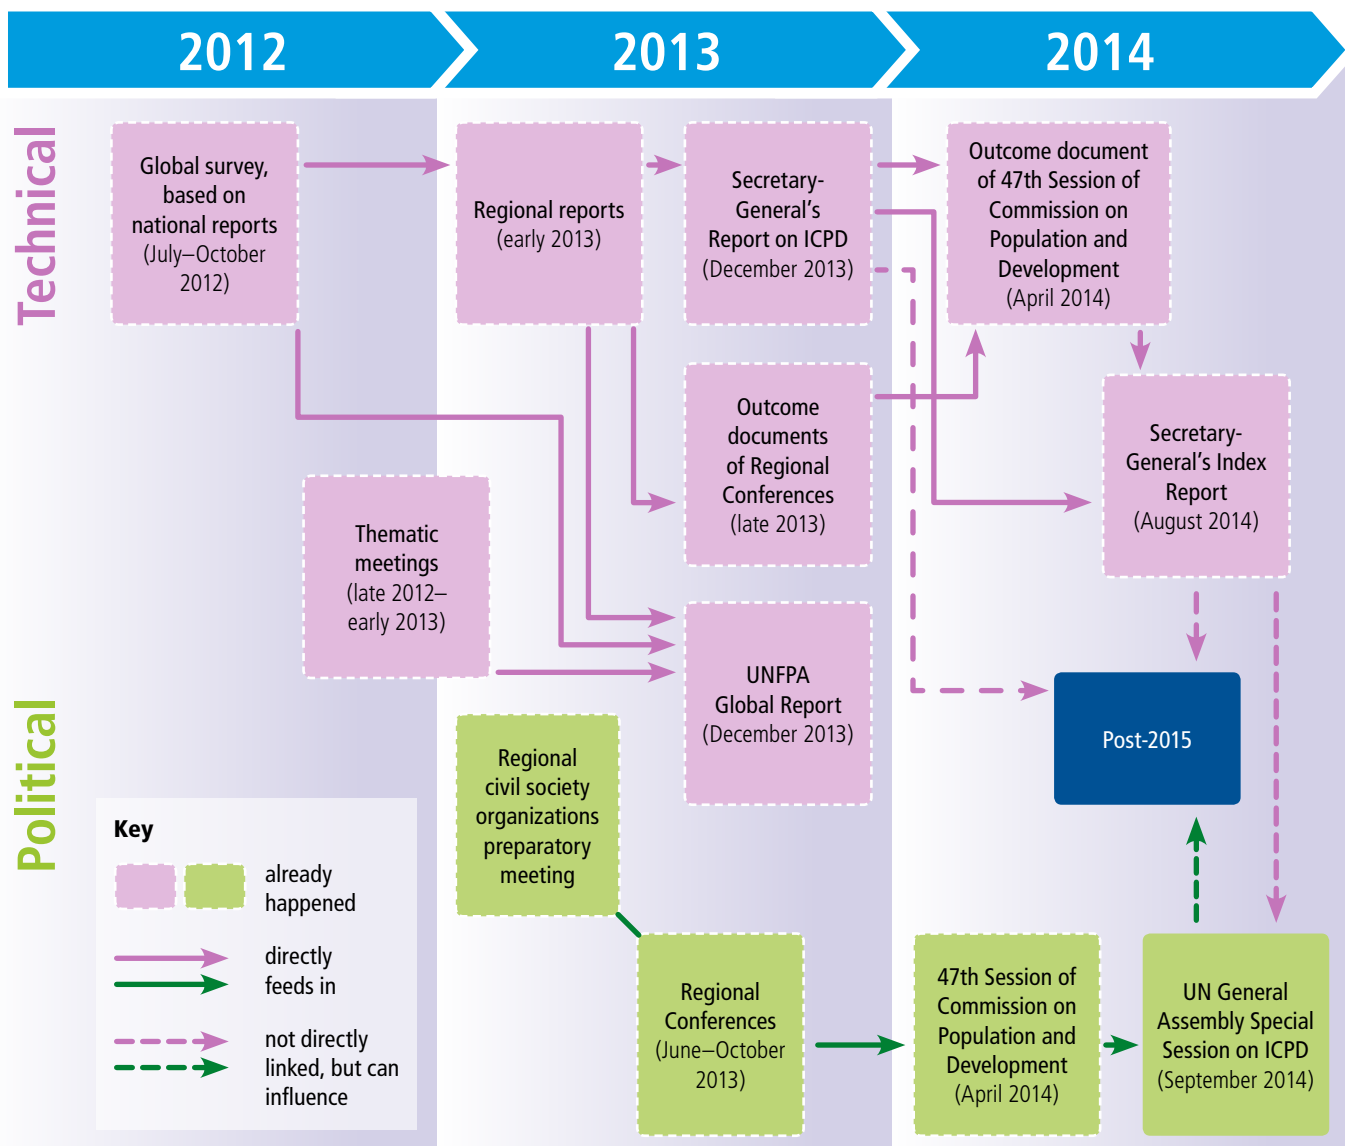 2012
2013
2014
Technical
Global survey,
based on
national reports
(July–October
2012)
Regional reports
(early 2013)
Secretary-
General’s
Report on ICPD
(December 2013)
Outcome document
of 47th Session of
Commission on
Population and
Development
(April 2014)
Outcome
documents
of Regional
Conferences
(late 2013)
Secretary-
General’s Index
Report
(August 2014)
Thematic
meetings
(late 2012–
early 2013)
UNFPA
Global Report
(December 2013)
Post-2015
Political
Regional
civil society
organizations
preparatory
meeting
Regional
Conferences
(June–October
2013)
47th Session of
Commission on
Population and
Development
(April 2014)
UN General
Assembly Special
Session on ICPD
(September 2014)
Key
already
happened
directly
feeds in
not directly
linked, but can
influence